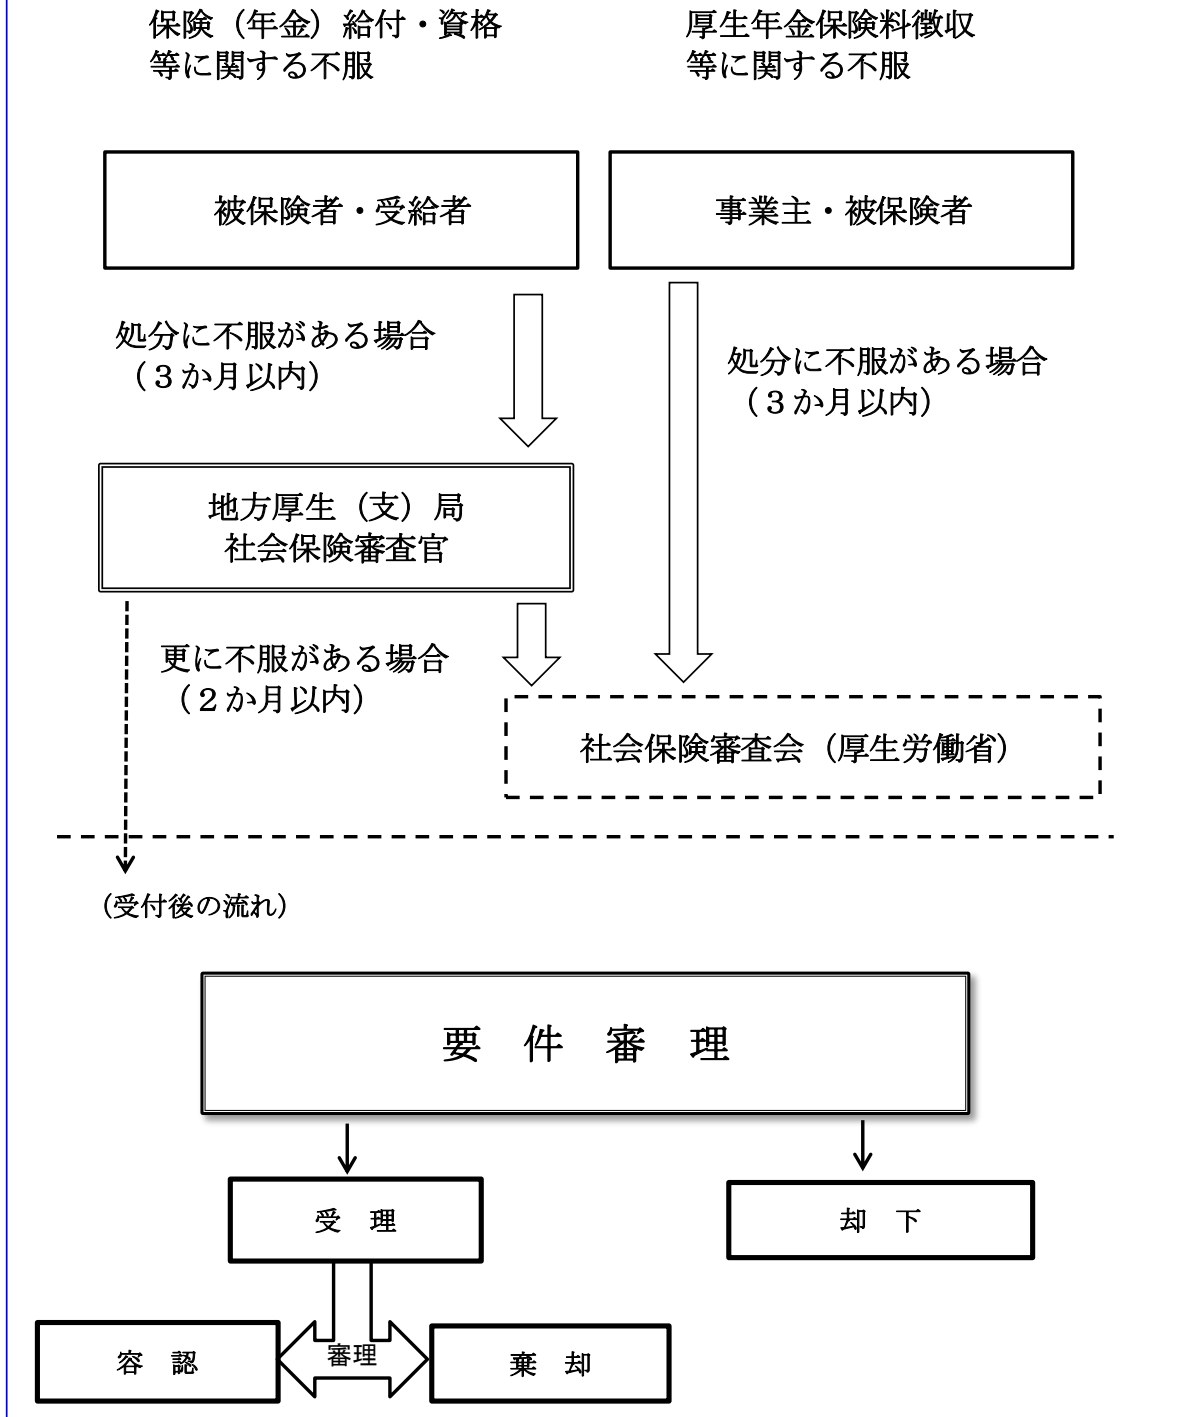 保険（年金）給付・資格
等に関する不服
厚生年金保険料徴収
等に関する不服
被保険者・受給者
事業主・被保険者
処分に不服がある場合
（３か月以内）
処分に不服がある場合
（３か月以内）
地方厚生（支）局
社会保険審査官
更に不服がある場合
（２か月以内）
社会保険審査会（厚生労働省）
（受付後の流れ）
要　件　審　理
受　理
却　下
容　認
審理
棄　却